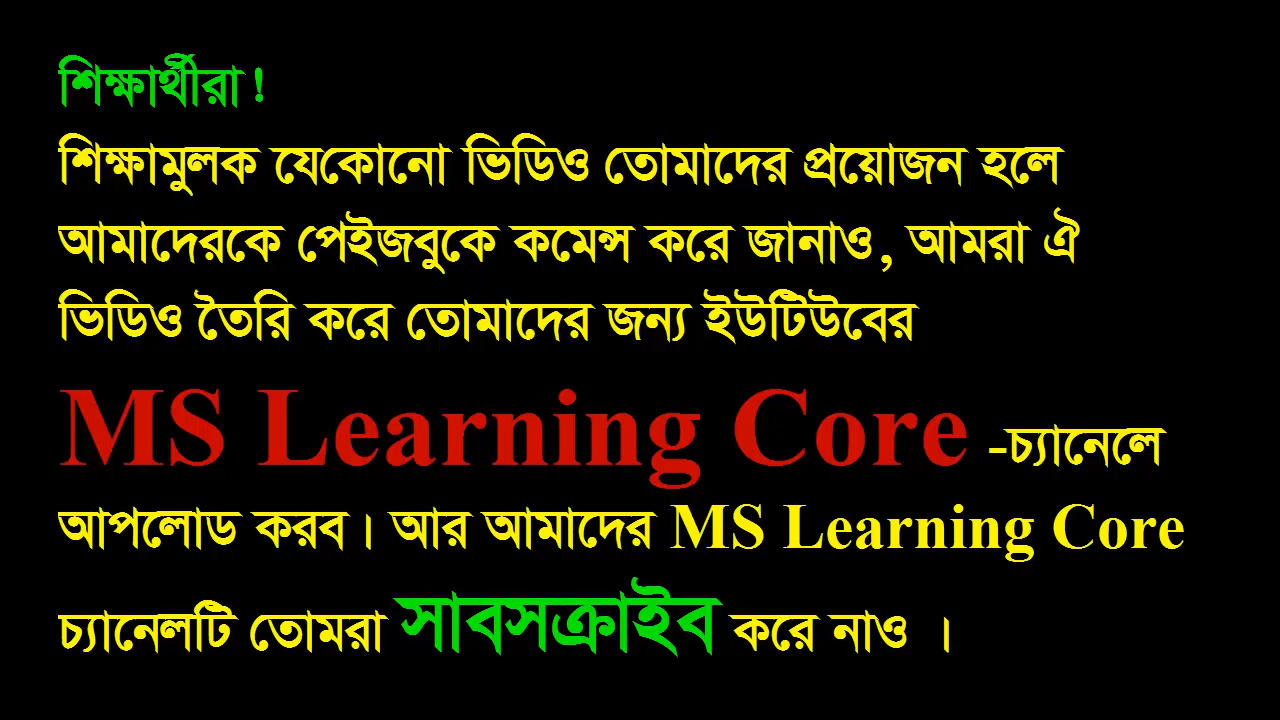 শিক্ষার্থীরা!
শিক্ষামুলক যেকোনো ভিডিও তোমাদের প্রয়োজন হলে
আমাদেরকে পেইজবুকে কমেন্স করে জানাও, আমরা ঐ
ভিডিও তৈরি করে তোমাদের জন্য ইউটিউবের
MS Learning Core -চ্যানেলে
আপলোড করব। আর আমাদের MS Learning Core
চ্যানেলটি তোমরা সাবসক্রাইব করে নাও ।